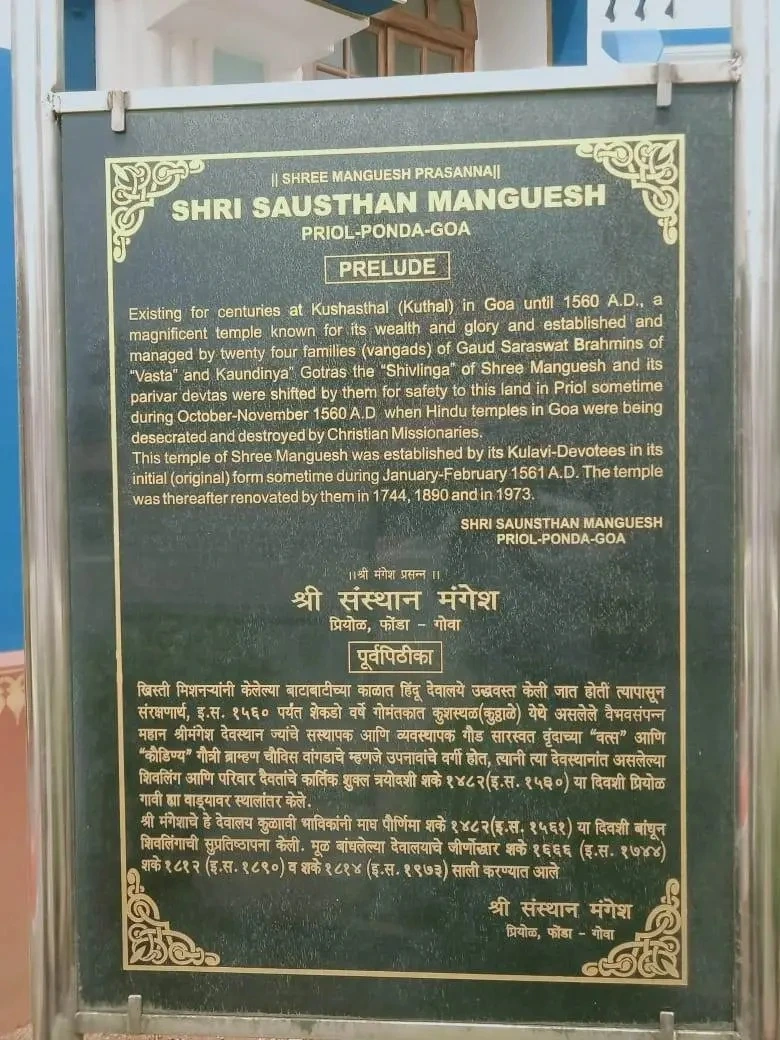 || SHREE MANGUESH PRASANNA||
SHRI SAUSTHAN MANGUESH
PRIOL-PONDA-GOA
PRELUDE
Existing for centuries at Kushasthal (Kuthal) in Goa until 1560 A.D., a
magnificent temple known for its wealth and glory and established and
managed by twenty four families (vangads) of Gaud Saraswat Brahmins of
"Vasta" and Kaundinya" Gotras the "Shivlinga" of Shree Manguesh and its
parivar devtas were shifted by them for safety to this land in Priol sometime
during October-November 1560 A.D when Hindu temples in Goa were being
desecrated and destroyed by Christian Missionaries.
This temple of Shree Manguesh was established by its Kulavi-Devotees in its
initial (original) form sometime during January-February 1561 A.D. The temple
was thereafter renovated by them in 1744, 1890 and in 1973.
SHRI SAUNSTHAN MANGUESH
PRIOL-PONDA-GOA
।।श्री मंगेश प्रसन्न ।।
श्री संस्थान मंगेश
प्रियोळ, फोंडा - गोवा
पूर्वपिठीका
ख्रिस्ती मिशनऱ्यांनी केलेल्या बाटाबाटीच्या काळात हिंदू देवालये उद्धवस्त केली जात होतीं त्यापासून
संरक्षणार्थ, इ.स. १५६० पर्यंत शेकडो वर्षे गोमंतकात कुशस्थळ(कुठ्ठाळे) येथे असलेले वैभवसंपन्न
महान श्रीमंगेश देवस्थान ज्यांचे सस्थापक आणि व्यवस्थापक गौड सारस्वत वृंदाच्या "वत्स" आणि
"कौडिण्य" गौत्री ब्राम्हण चौविस वांगडाचे म्हणजे उपनावांचे वर्गी होत, त्यानी त्या देवस्थानांत असलेल्या
शिवलिंग आणि परिवार दैवतांचे कार्तिक शुक्ल त्रयोदशी शके १४८२(इ.स. १५६०) या दिवशी प्रियोळ
गावी ह्या वाड्यावर स्थालांतर केले.
श्री मंगेशाचे हे देवालय कुळाावी भाविकांनी माघ पौर्णिमा शके १४८२(इ.स. १५६१) या दिवशी बांधून
शिवलिंगाची सुप्रतिष्ठापना केली. मूळ बांधलेल्या देवालयाचे जीर्णोद्धार शके १६६६ (इ.स. १७४४)
शके १८१२ (इ.स. १८९०) व शके १८१४ (इ.स. १९७३) साली करण्यात आले
श्री संस्थान मंगेश
प्रियोळ, फोंडा - गोवा